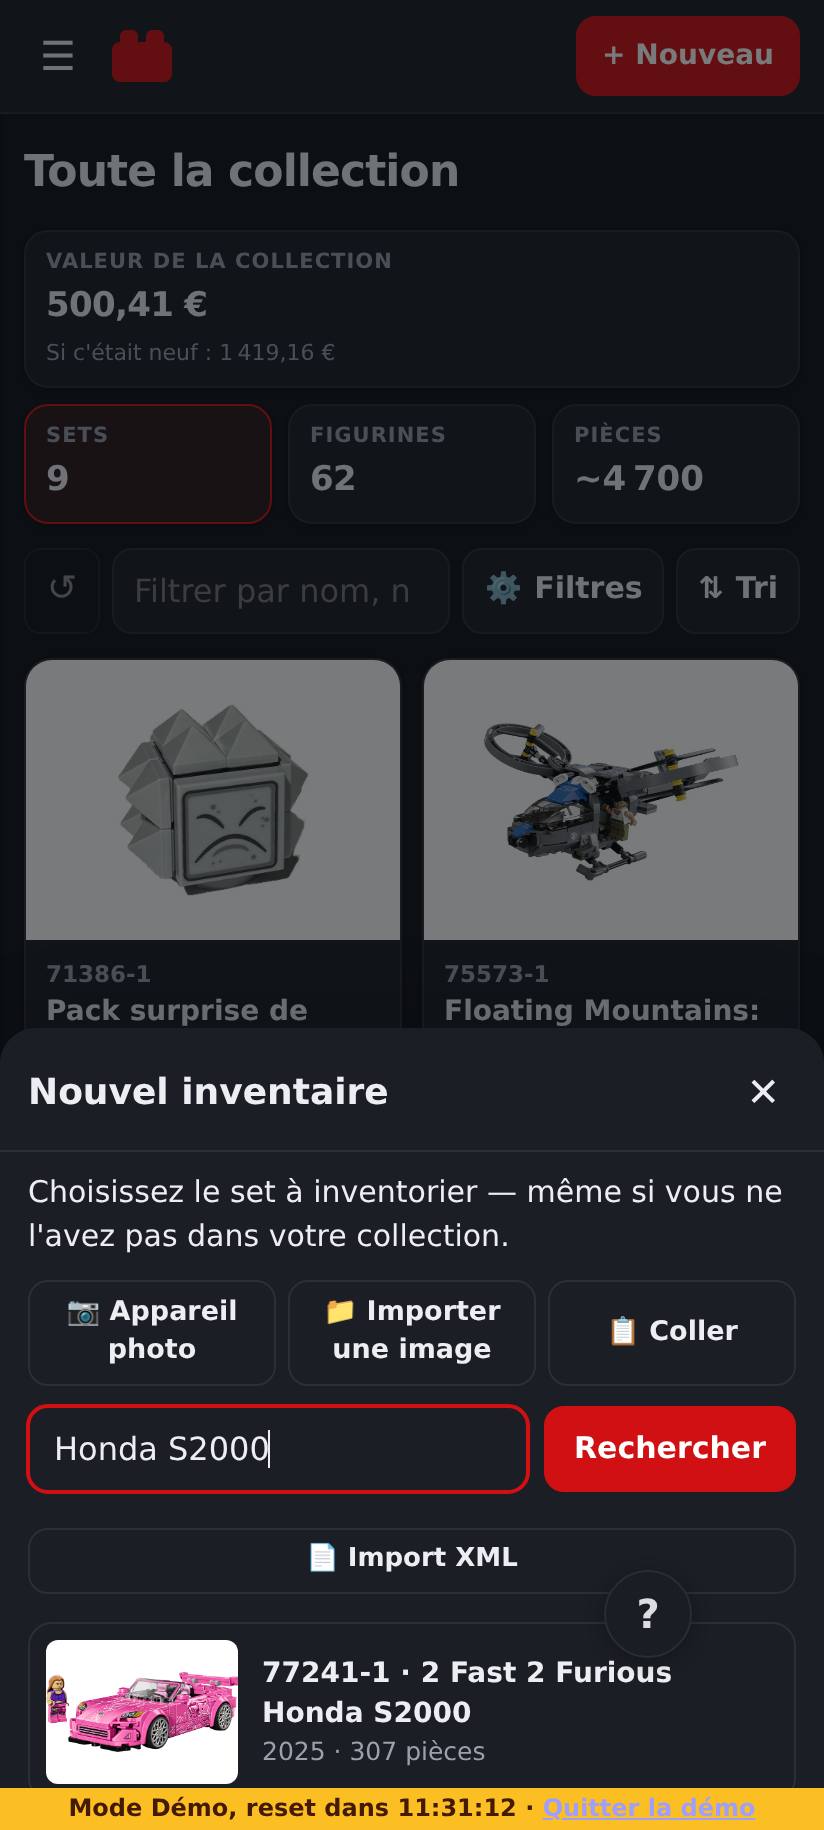 ☰
+ Nouveau
Toute la collection
VALEUR DE LA COLLECTION
500,41 €
Si c'était neuf : 1 419,16 €
SETS
9
FIGURINES
62
PIÈCES
~4 700
↺
Filtrer par nom, n
⚙️ Filtres
⇅ Tri
71386-1
Pack surprise de
75573-1
Floating Mountains:
Nouvel inventaire
✕
Choisissez le set à inventorier — même si vous ne
l'avez pas dans votre collection.
📷 Appareil
photo
📁 Importer
une image
📋 Coller
Honda S2000
Rechercher
📄 Import XML
?
77241-1 · 2 Fast 2 Furious
Honda S2000
2025 · 307 pièces
Mode Démo, reset dans 11:31:12 · Quitter la démo